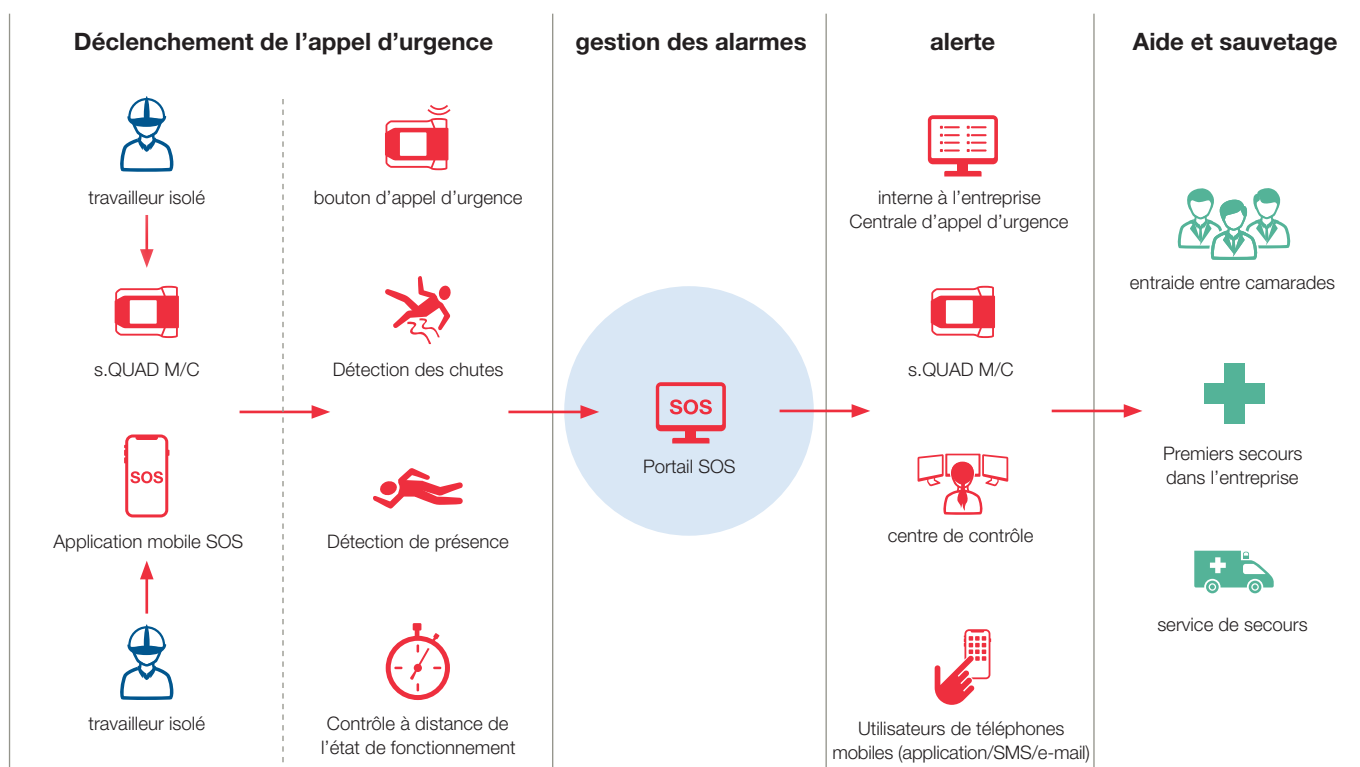 Déclenchement de l'appel d'urgence
travailleur isolé
s.QUAD M/C
SOS
Application mobile SOS
travailleur isolé
bouton d'appel d'urgence
Détection des chutes
Détection de présence
Contrôle à distance de
l'état de fonctionnement
gestion des alarmes
SOS
Portail SOS
alerte
interne à l'entreprise
Centrale d'appel d'urgence
s.QUAD M/C
centre de contrôle
Utilisateurs de téléphones
mobiles (application/SMS/e-mail)
Aide et sauvetage
entraide entre camarades
Premiers secours
dans l'entreprise
service de secours